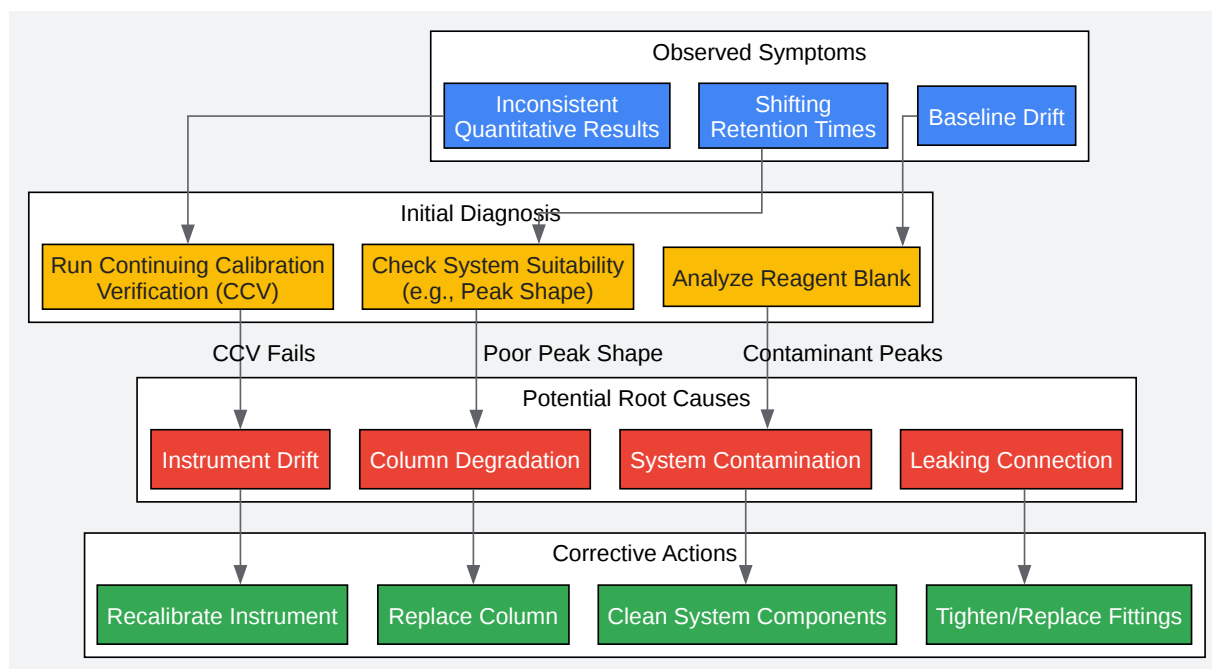 Observed Symptoms
Inconsistent
Quantitative Results
Shifting
Retention Times
Baseline Drift
Initial Diagnosis
Run Continuing Calibration
Verification (CCV)
Check System Suitability
(e.g., Peak Shape)
Analyze Reagent Blank
CCV Fails
Poor Peak Shape
Contaminant Peaks
Potential Root Causes
Instrument Drift
Column Degradation
System Contamination
Leaking Connection
Corrective Actions
Recalibrate Instrument
Replace Column
Clean System Components
Tighten/Replace Fittings